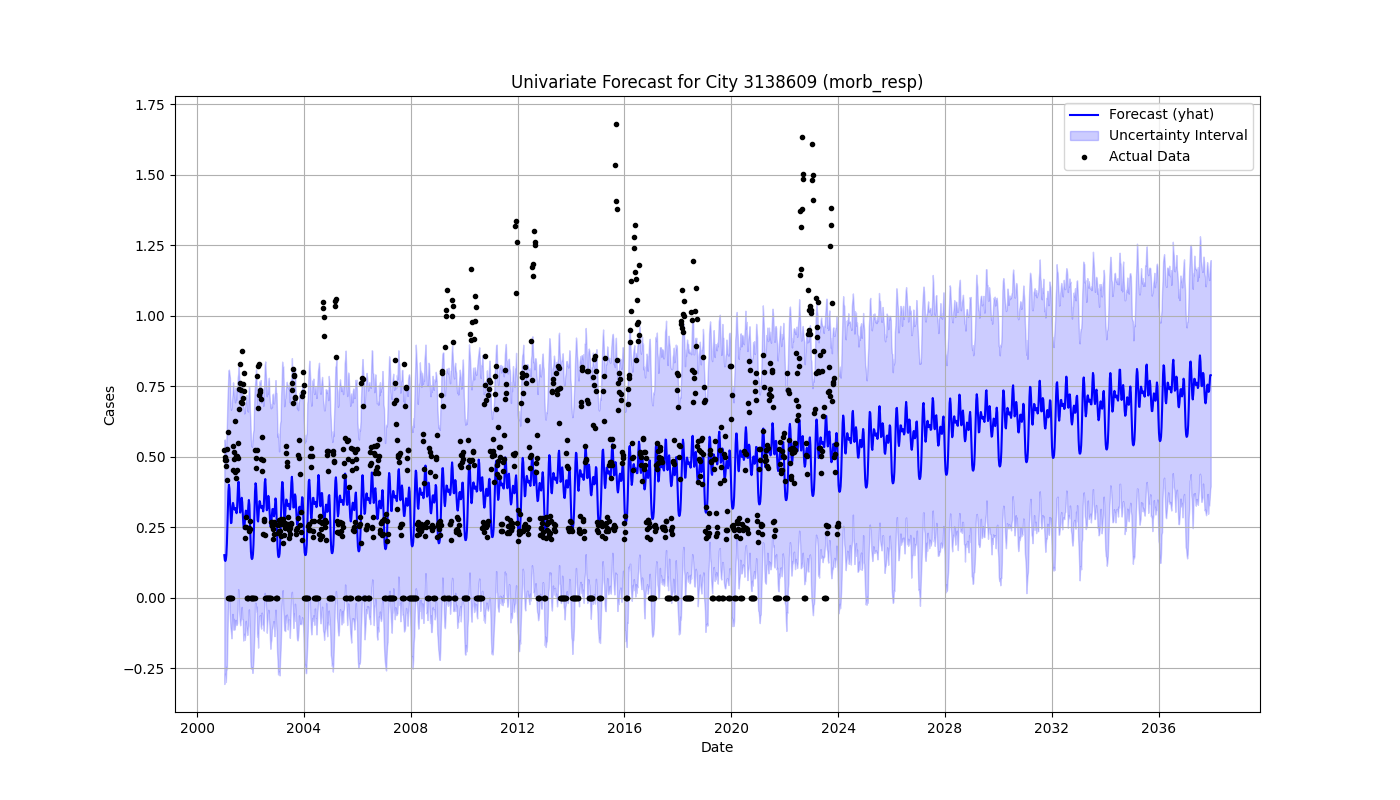 Univariate Forecast for City 3138609 (morb_resp)
Forecast (yhat)
Uncertainty Interval
Actual Data
1.75
1.50
1.25
1.00
0.75
0.50
0.25
0.00
−0.25
Cases
2000 2004 2008 2012 2016 2020 2024 2028 2032 2036
Date